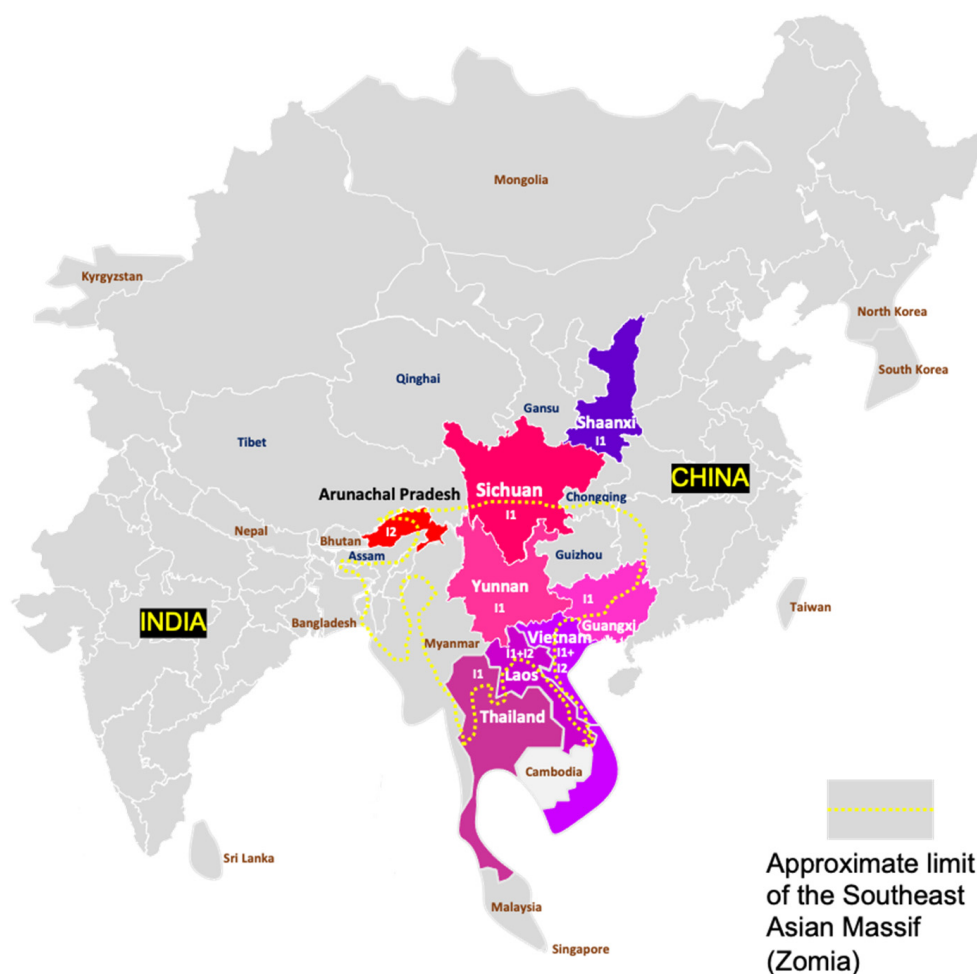 Mongolia
Kyrgyzstan
North Korea
South Korea
Qinghai
Gansu
Shaanxi
I1
Tibet
CHINA
Sichuan
Arunachal Pradesh
Chongqing
I1
Nepal
I2
Bhutan
Assam
Guizhou
Yunnan
I1
I1
Taiwan
INDIA
Bangladesh
Guangxi
Myanmar
Vietnam
I1+I2
I1+
I2
I1
Laos
Thailand
Cambodia
Sri Lanka
Malaysia
Singapore
Approximate limit
of the Southeast
Asian Massif
(Zomia)